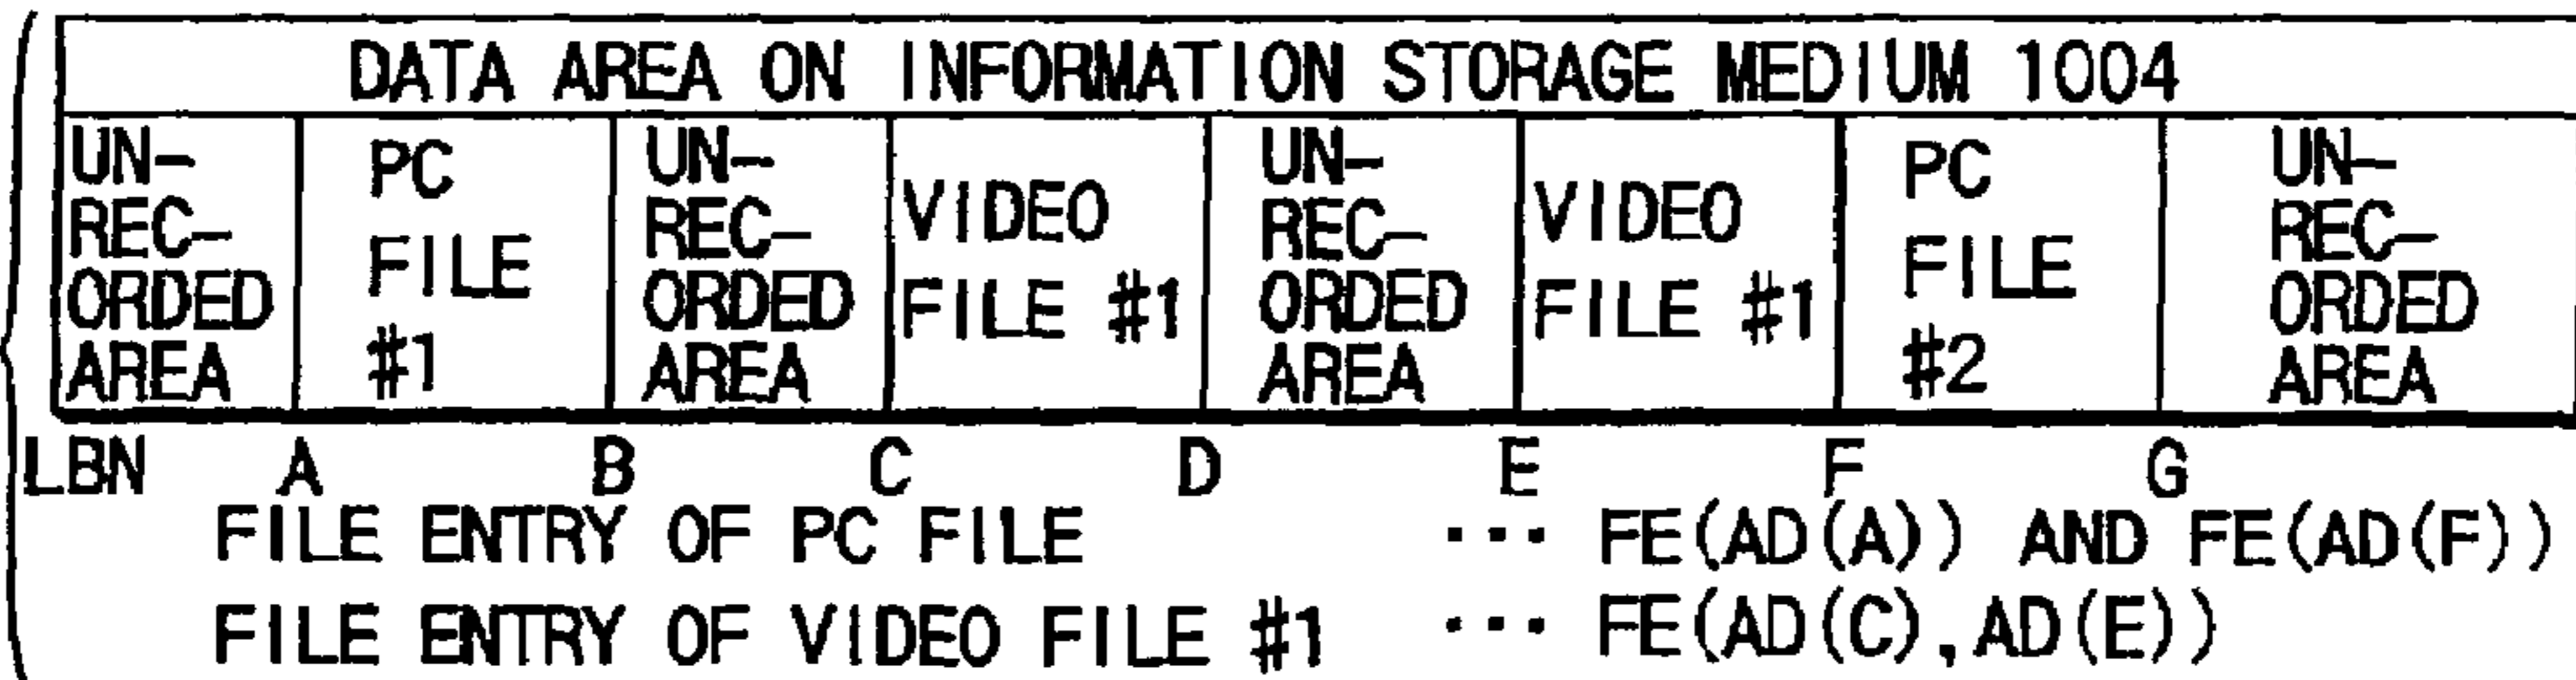 DATA AREA ON INFORMATION STORAGE MEDIUM 1004
UN-
REC-
ORDED
AREA
PC
FILE
#1
UN-
REC-
ORDED
AREA
VIDEO
FILE #1
UN-
REC-
ORDED
AREA
VIDEO
FILE #1
PC
FILE
#2
UN-
REC-
ORDED
AREA
LBN A B C D E F G
FILE ENTRY OF PC FILE ... FE(AD(A)) AND FE(AD(F))
FILE ENTRY OF VIDEO FILE #1 ... FE(AD(C),AD(E))